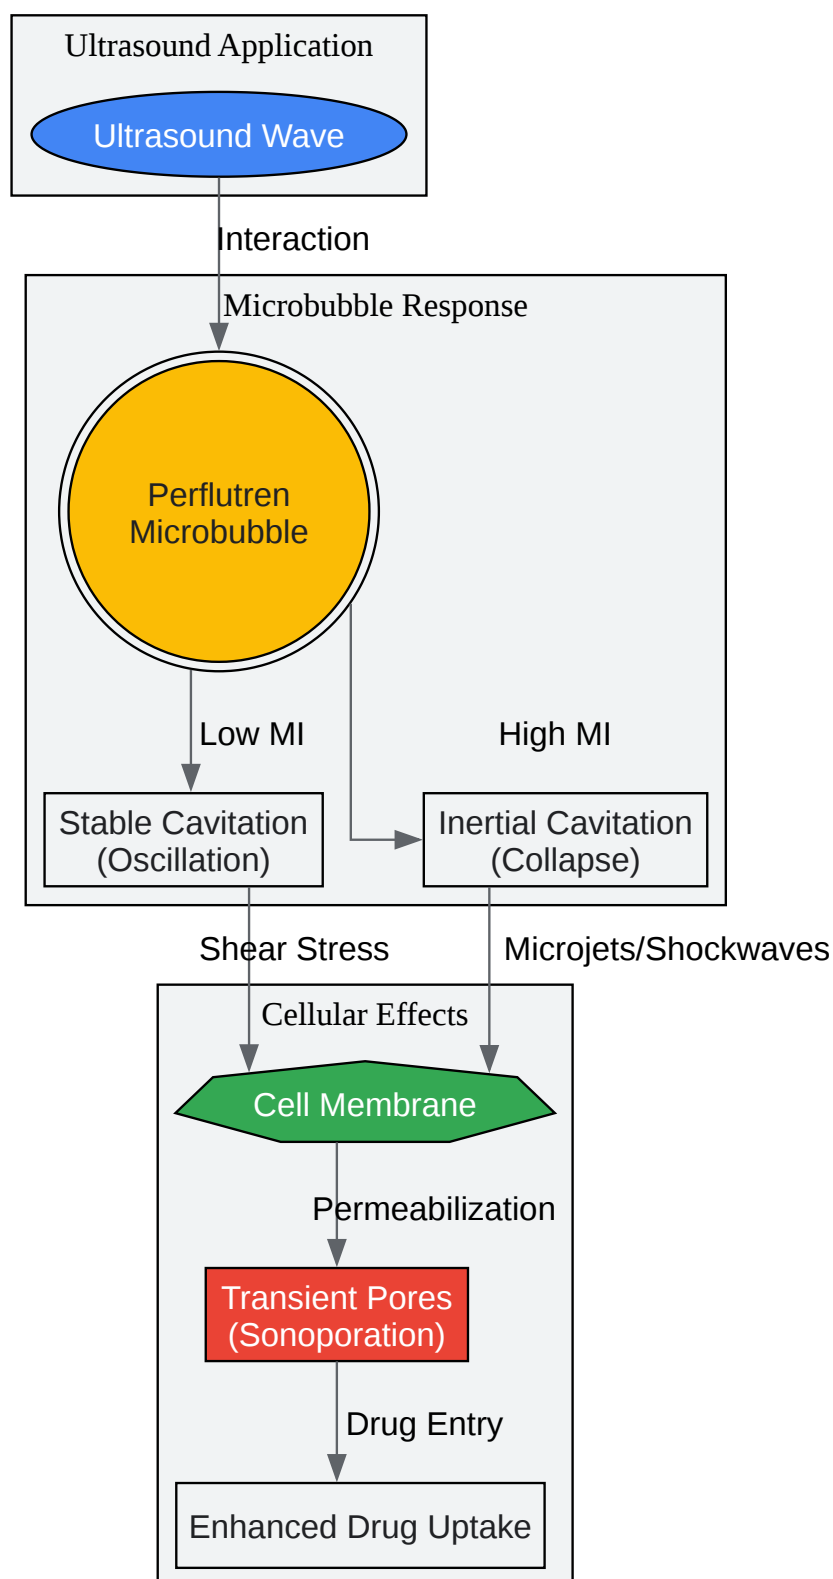 Ultrasound Application
Ultrasound Wave
Interaction
Microbubble Response
Perflutren
Microbubble
Low MI
High MI
Stable Cavitation
(Oscillation)
Inertial Cavitation
(Collapse)
Shear Stress
Microjets/Shockwaves
Cellular Effects
Cell Membrane
Permeabilization
Transient Pores
(Sonoporation)
Drug Entry
Enhanced Drug Uptake